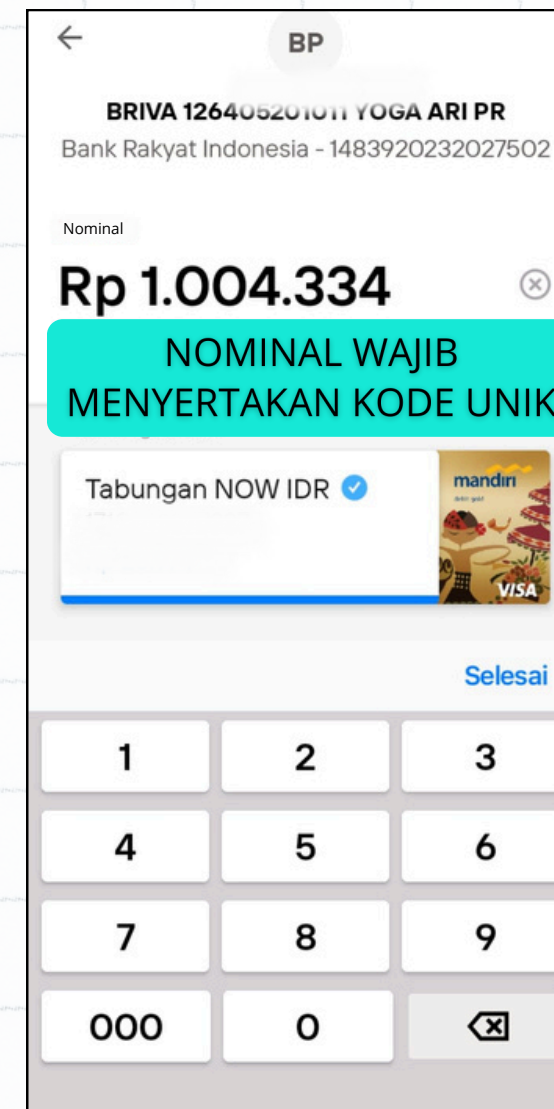 BP
BRIVA 126405201011 YOGA ARI PR
Bank Rakyat Indonesia - 1483920232027502
Nominal
Rp 1.004.334
NOMINAL WAJIB
MENYERTAKAN KODE UNIK
Tabungan NOW IDR
mandiri
VISA
Selesai
1 2 3
4 5 6
7 8 9
000 0